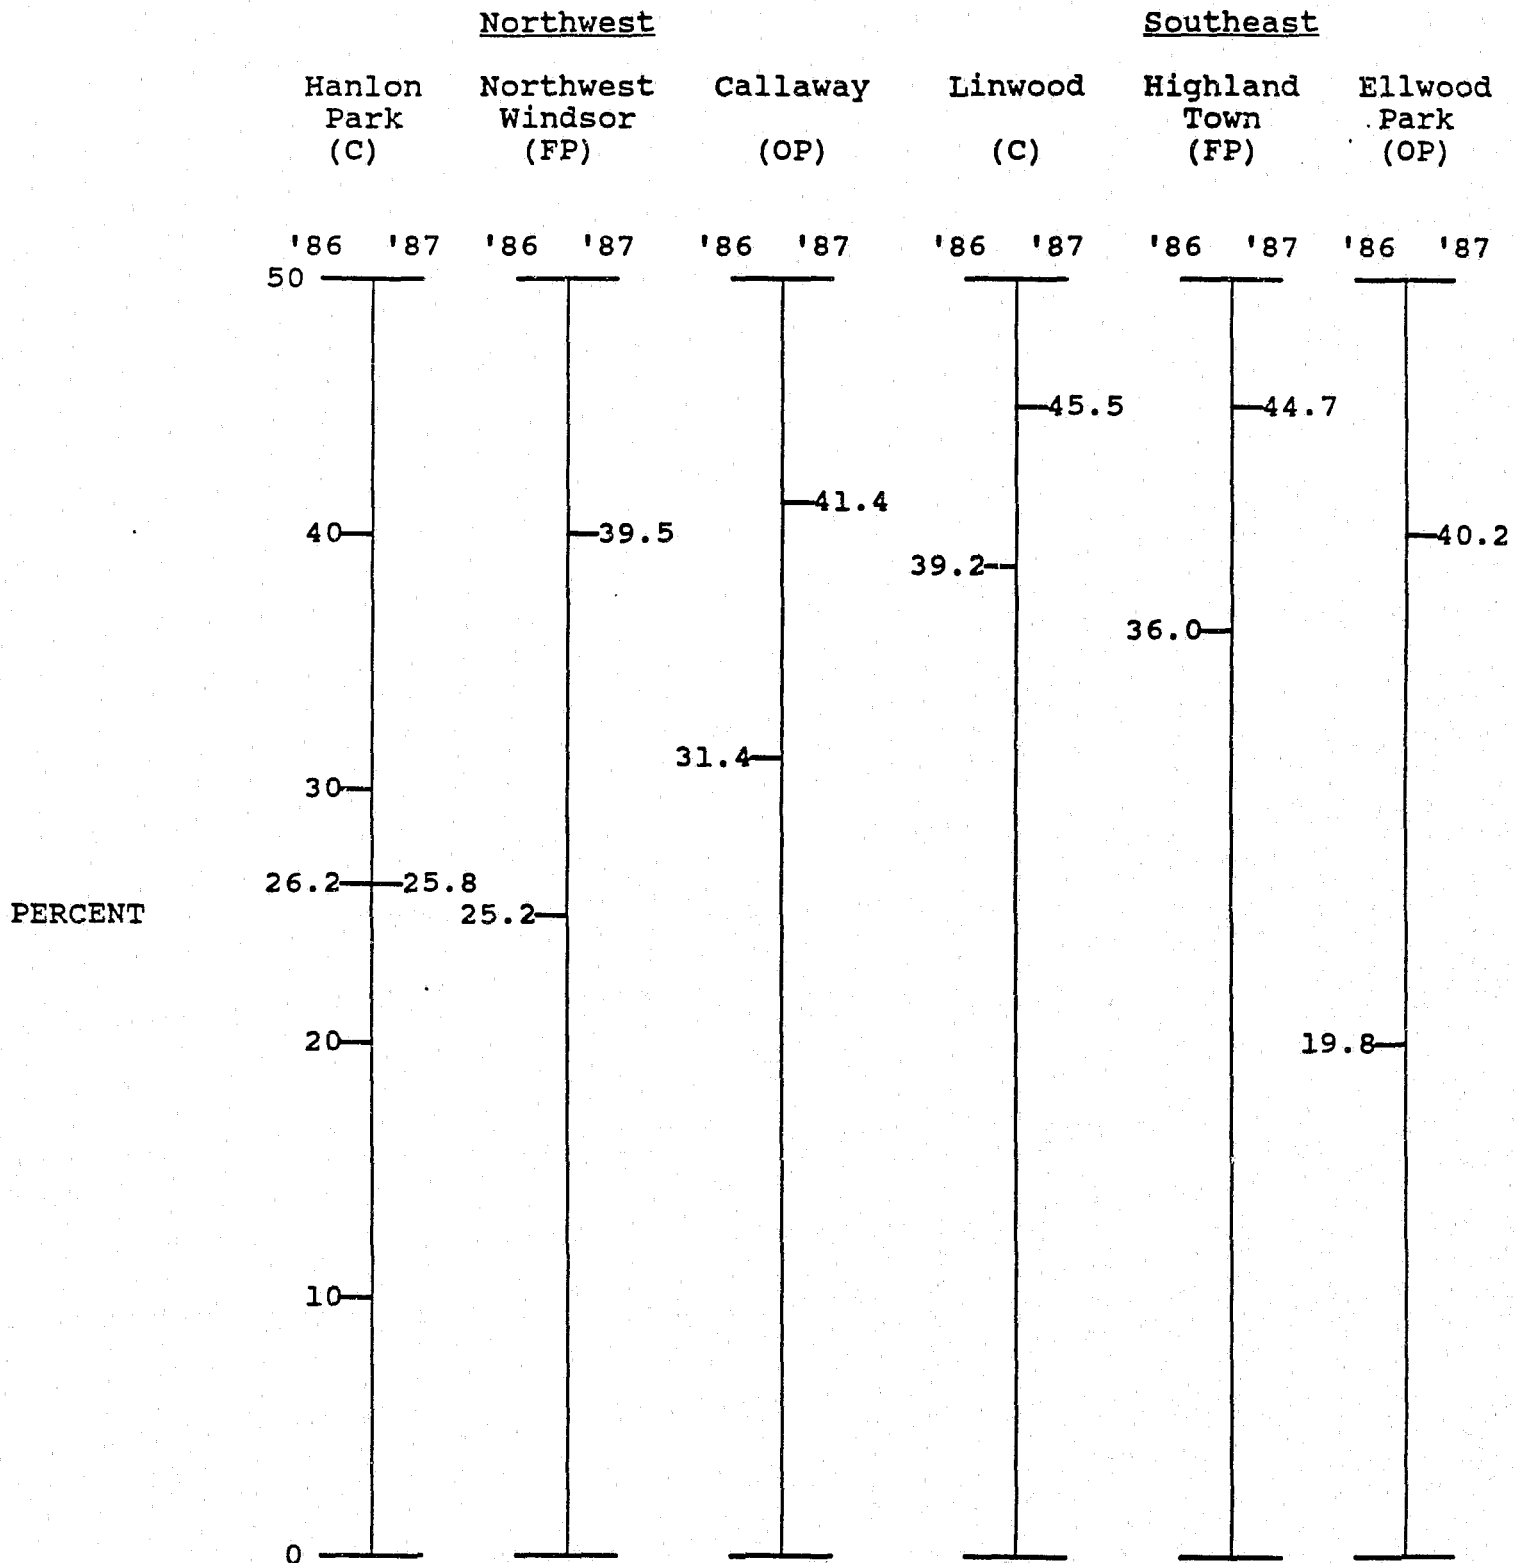 Northwest Southeast
Hanlon Northwest Callaway Linwood Highland Ellwood
Park Windsor Town Park
(C) (FP) (OP) (C) (FP) (OP)
'86 '87 '86 '87 '86 '87 '86 '87 '86 '87 '86 '87
50
45.5 44.7
41.4
40 39.5 40.2
39.2
36.0
31.4
30
26.2 25.8
PERCENT 25.2
20 19.8
10
0